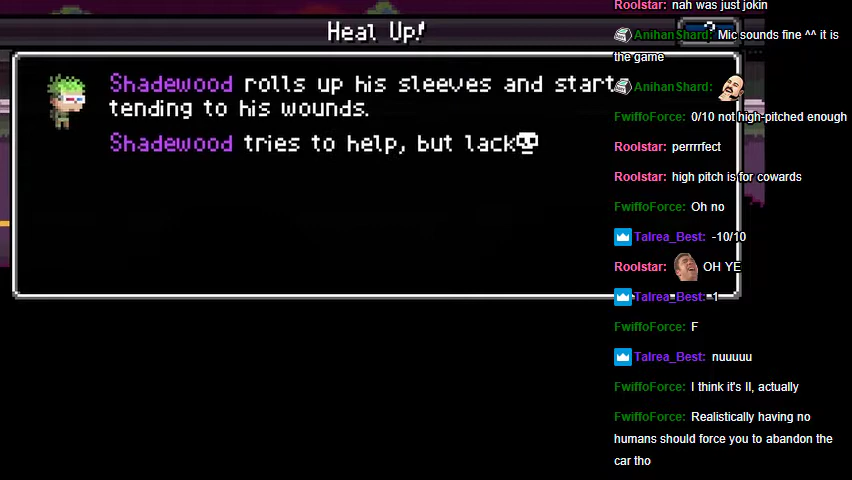 Heal Up!
?
Shadewood rolls up his sleeves and start
tending to his wounds.
Shadewood tries to help, but lack
Roolstar: nah was just jokin
AnihanShard: Mic sounds fine ^^ it is
the game
AnihanShard:
FwiffoForce: 0/10 not high-pitched enough
Roolstar: perrrrfect
Roolstar: high pitch is for cowards
FwiffoForce: Oh no
Talrea_Best: -10/10
Roolstar: OH YE
Talrea_Best: -1
FwiffoForce: F
Talrea_Best: nuuuuu
FwiffoForce: I think it's II, actually
FwiffoForce: Realistically having no
humans should force you to abandon the
car tho